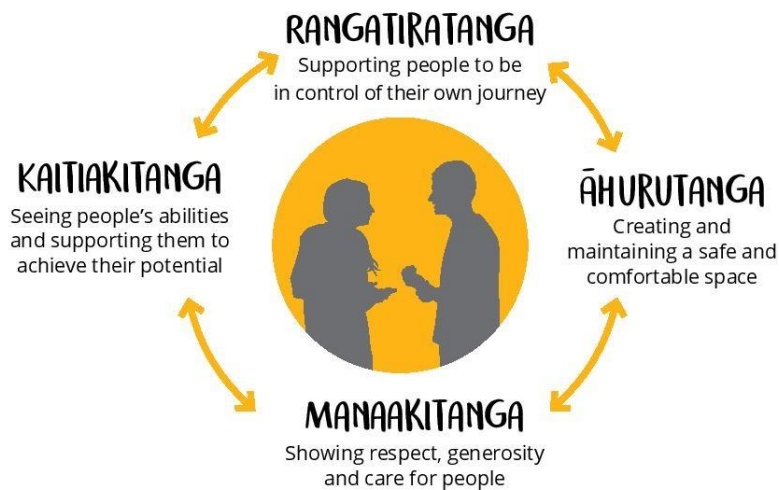 RANGATIRATANGA
Supporting people to be
in control of their own journey
KAITIAKITANGA
Seeing people's abilities
and supporting them to
achieve their potential
ĀHURUTANGA
Creating and
maintaining a safe and
comfortable space
MANAAKITANGA
Showing respect, generosity
and care for people